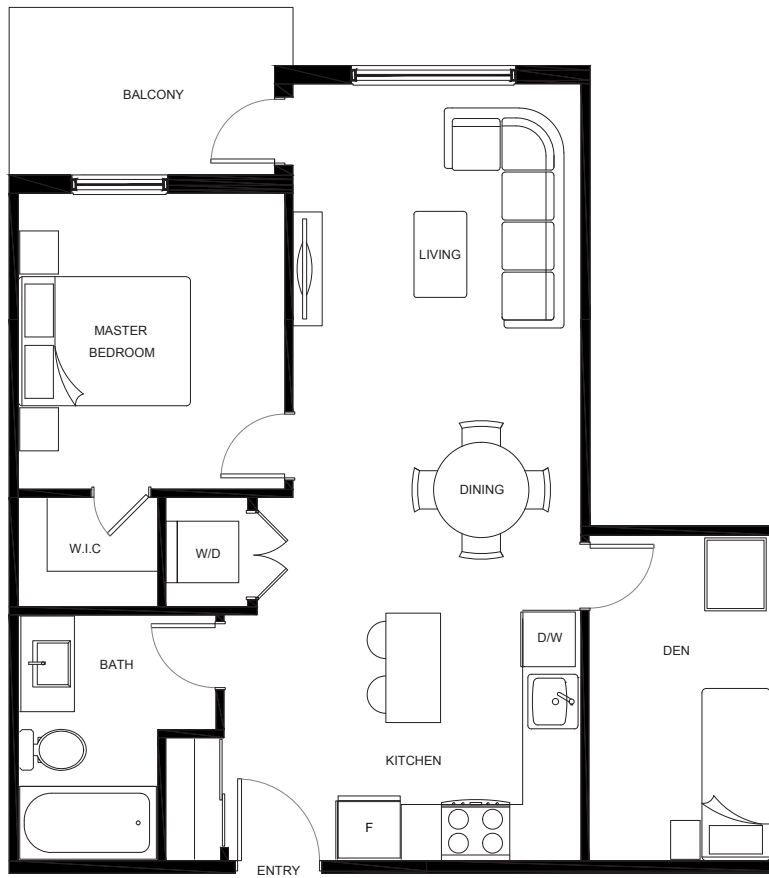 BALCONY
LIVING
MASTER
BEDROOM
DINING
W.I.C
W/D
D/W
BATH
DEN
KITCHEN
F
ENTRY